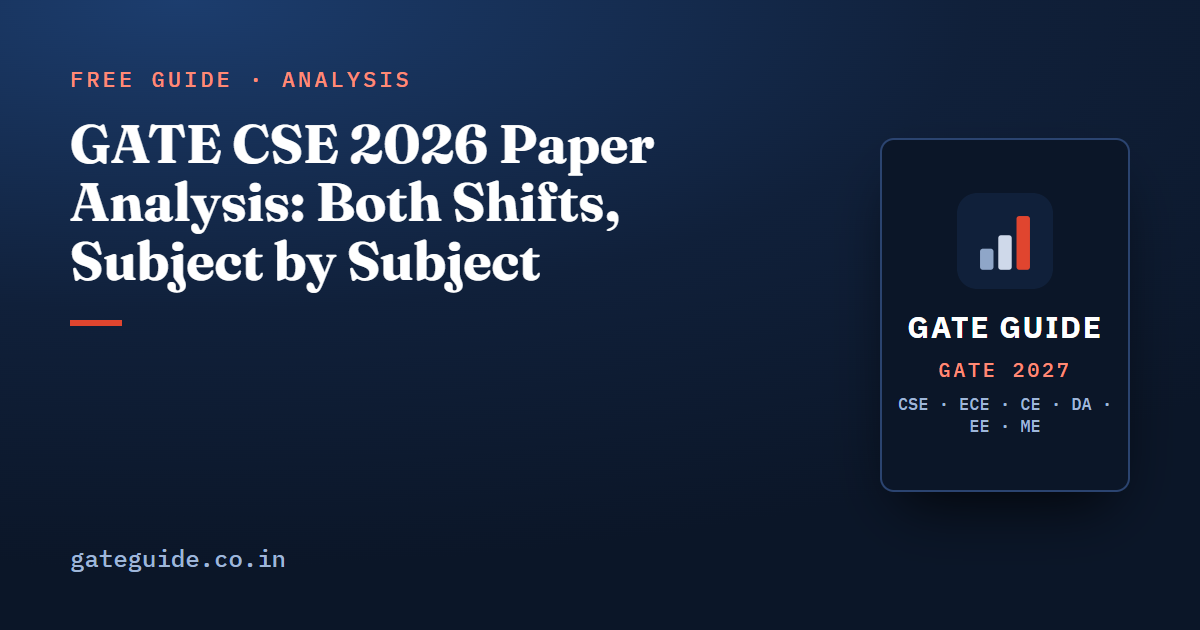 FREE GUIDE · ANALYSIS
GATE CSE 2026 Paper
Analysis: Both Shifts,
Subject by Subject
GATE GUIDE
GATE 2027
CSE · ECE · CE · DA ·
EE · ME
gateguide.co.in